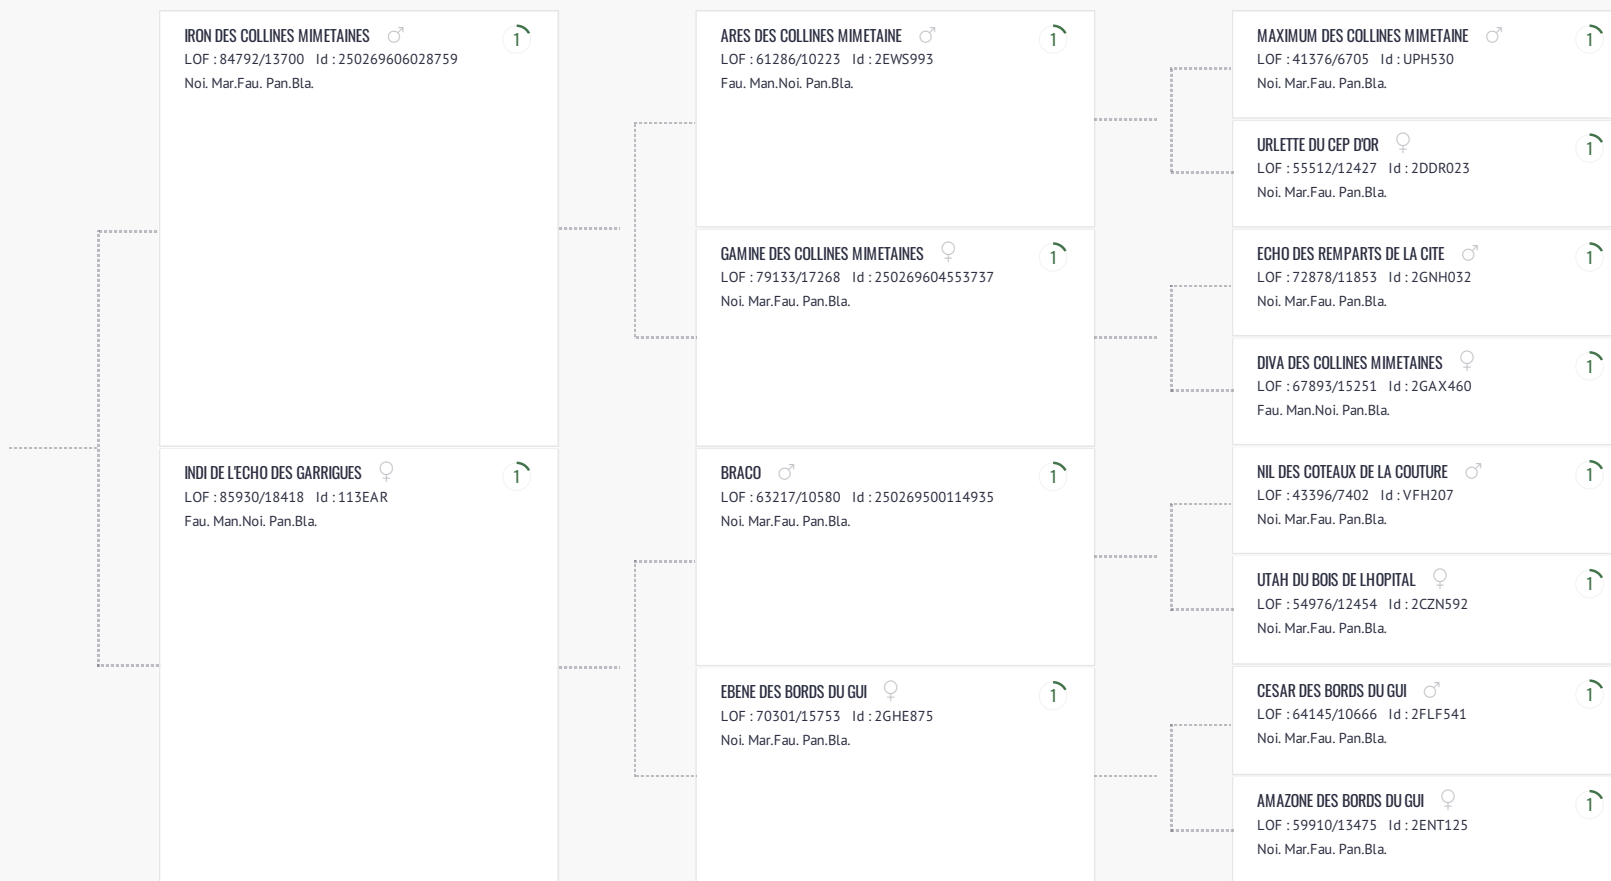 IRON DES COLLINES MIMETAINES
1
LOF : 84792/13700 Id : 250269606028759
Noi. Mar.Fau. Pan.Bla.
INDI DE L'ECHO DES GARRIGUES
1
LOF : 85930/18418 Id : 113EAR
Fau. Man.Noi. Pan.Bla.
ARES DES COLLINES MIMETAINE
1
LOF : 61286/10223 Id : 2EWS993
Fau. Man.Noi. Pan.Bla.
GAMINE DES COLLINES MIMETAINES
1
LOF : 79133/17268 Id : 250269604553737
Noi. Mar.Fau. Pan.Bla.
BRACO
1
LOF : 63217/10580 Id : 250269500114935
Noi. Mar.Fau. Pan.Bla.
EBENE DES BORDS DU GUI
1
LOF : 70301/15753 Id : 2GHE875
Noi. Mar.Fau. Pan.Bla.
MAXIMUM DES COLLINES MIMETAINE
1
LOF : 41376/6705 Id : UPH530
Noi. Mar.Fau. Pan.Bla.
URLETTE DU CEP D'OR
1
LOF : 55512/12427 Id : 2DDR023
Noi. Mar.Fau. Pan.Bla.
ECHO DES REMPARTS DE LA CITE
1
LOF : 72878/11853 Id : 2GNH032
Noi. Mar.Fau. Pan.Bla.
DIVA DES COLLINES MIMETAINES
1
LOF : 67893/15251 Id : 2GAX460
Fau. Man.Noi. Pan.Bla.
NIL DES COTEAUX DE LA COUTURE
1
LOF : 43396/7402 Id : VFH207
Noi. Mar.Fau. Pan.Bla.
UTAH DU BOIS DE LHOPITAL
1
LOF : 54976/12454 Id : 2CZN592
Noi. Mar.Fau. Pan.Bla.
CESAR DES BORDS DU GUI
1
LOF : 64145/10666 Id : 2FLF541
Noi. Mar.Fau. Pan.Bla.
AMAZONE DES BORDS DU GUI
1
LOF : 59910/13475 Id : 2ENT125
Noi. Mar.Fau. Pan.Bla.